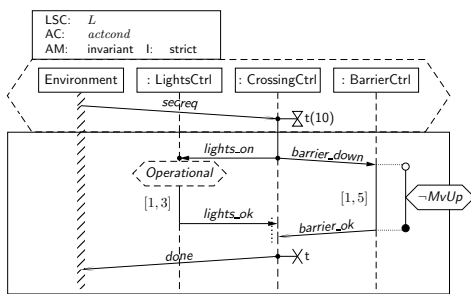 LSC: L
AC: actcond
AM: invariant I: strict
Environment : LightsCtrl : CrossingCtrl : BarrierCtrl
secreq
t(10)
lights_on barrier_down
Operational
¬MvUp
[1, 3] [1, 5]
lights_ok barrier_ok
done t